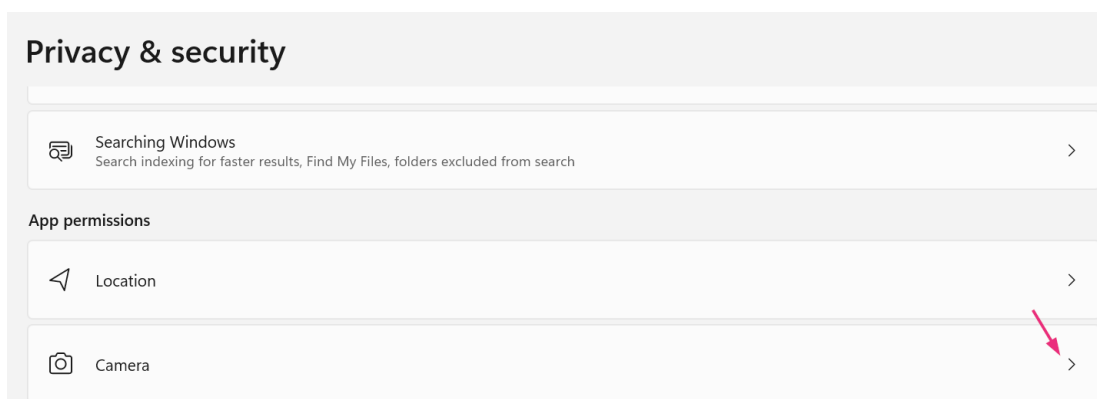 Privacy & security
Searching Windows
Search indexing for faster results, Find My Files, folders excluded from search
App permissions
Location
Camera